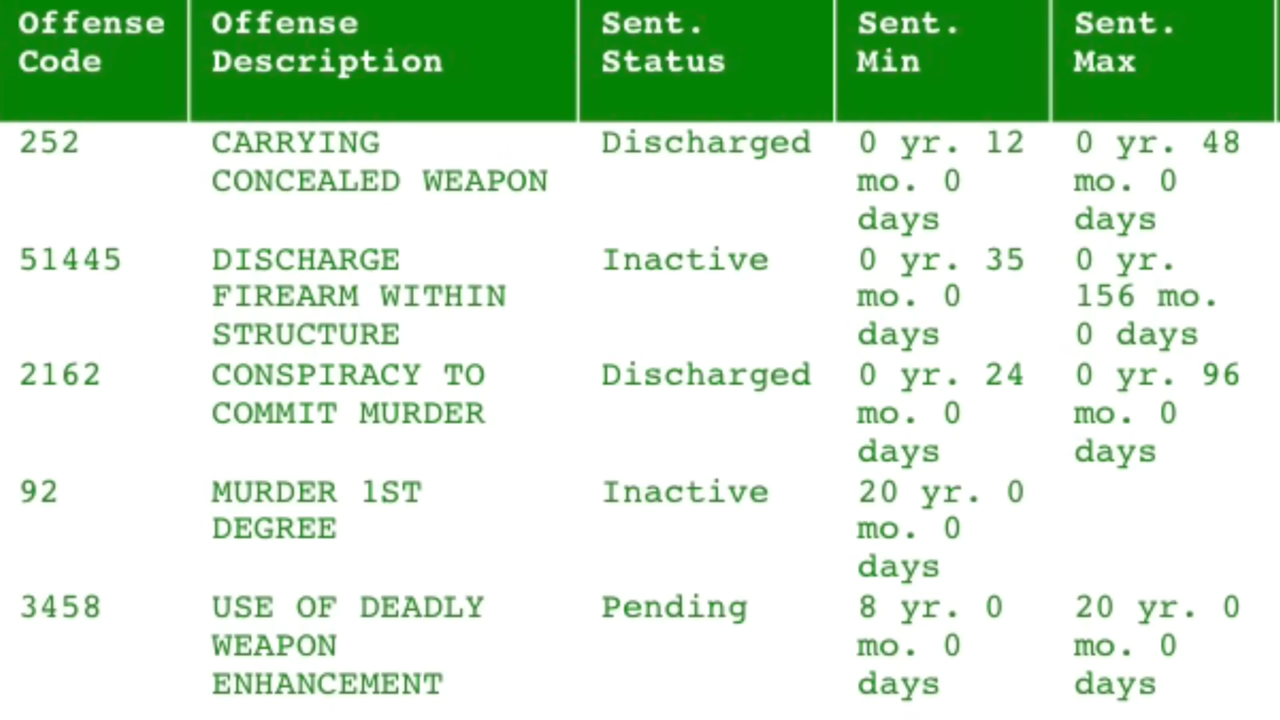 Offense Code
Offense Description
Sent. Status
Sent. Min
Sent. Max
252
CARRYING
CONCEALED WEAPON
Discharged
0 yr. 12
mo. 0
days
0 yr. 48
mo. 0
days
51445
DISCHARGE
FIREARM WITHIN
STRUCTURE
Inactive
0 yr. 35
mo. 0
days
0 yr.
156 mo.
0 days
2162
CONSPIRACY TO
COMMIT MURDER
Discharged
0 yr. 24
mo. 0
days
0 yr. 96
mo. 0
days
92
MURDER 1ST
DEGREE
Inactive
20 yr. 0
mo. 0
days
3458
USE OF DEADLY
WEAPON
ENHANCEMENT
Pending
8 yr. 0
mo. 0
days
20 yr. 0
mo. 0
days